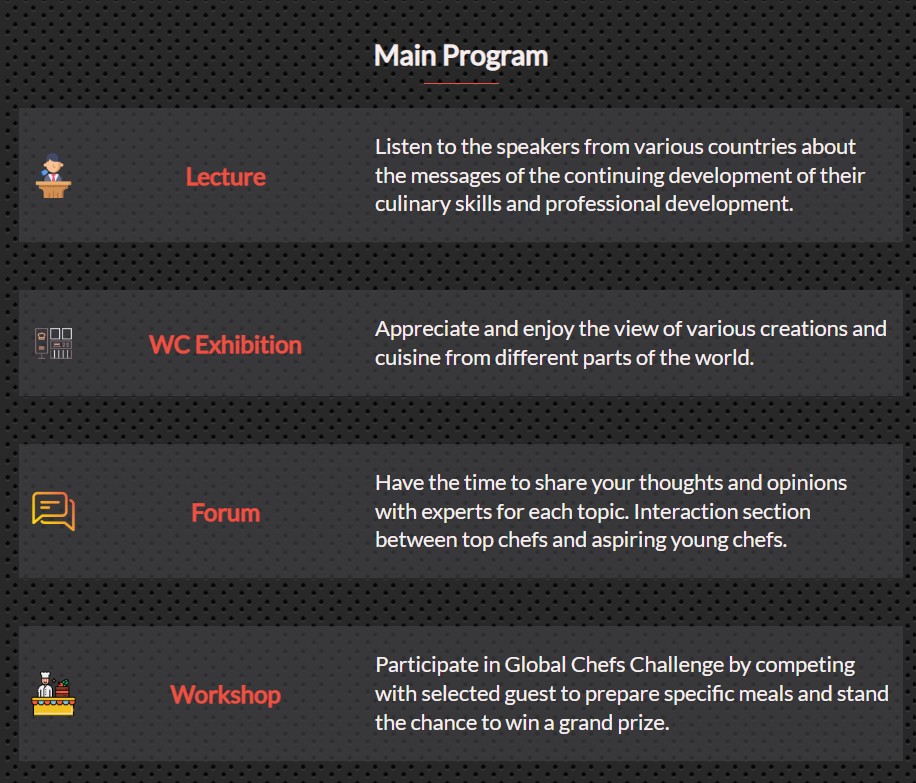 Main Program
Lecture
Listen to the speakers from various countries about
the messages of the continuing development of their
culinary skills and professional development.
WC Exhibition
Appreciate and enjoy the view of various creations and
cuisine from different parts of the world.
Forum
Have the time to share your thoughts and opinions
with experts for each topic. Interaction section
between top chefs and aspiring young chefs.
Workshop
Participate in Global Chefs Challenge by competing
with selected guest to prepare specific meals and stand
the chance to win a grand prize.